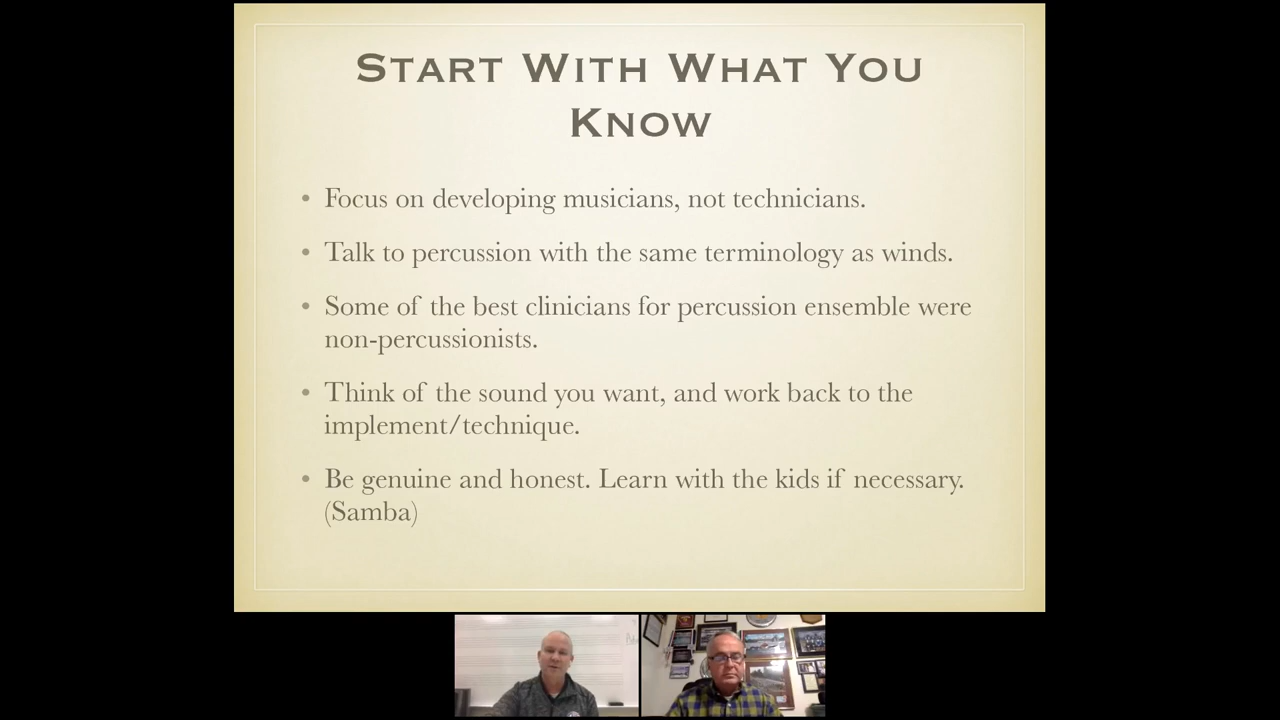 Start With What You
Know
• Focus on developing musicians, not technicians.
• Talk to percussion with the same terminology as winds.
• Some of the best clinicians for percussion ensemble were
non-percussionists.
• Think of the sound you want, and work back to the
implement/technique.
• Be genuine and honest. Learn with the kids if necessary.
(Samba)